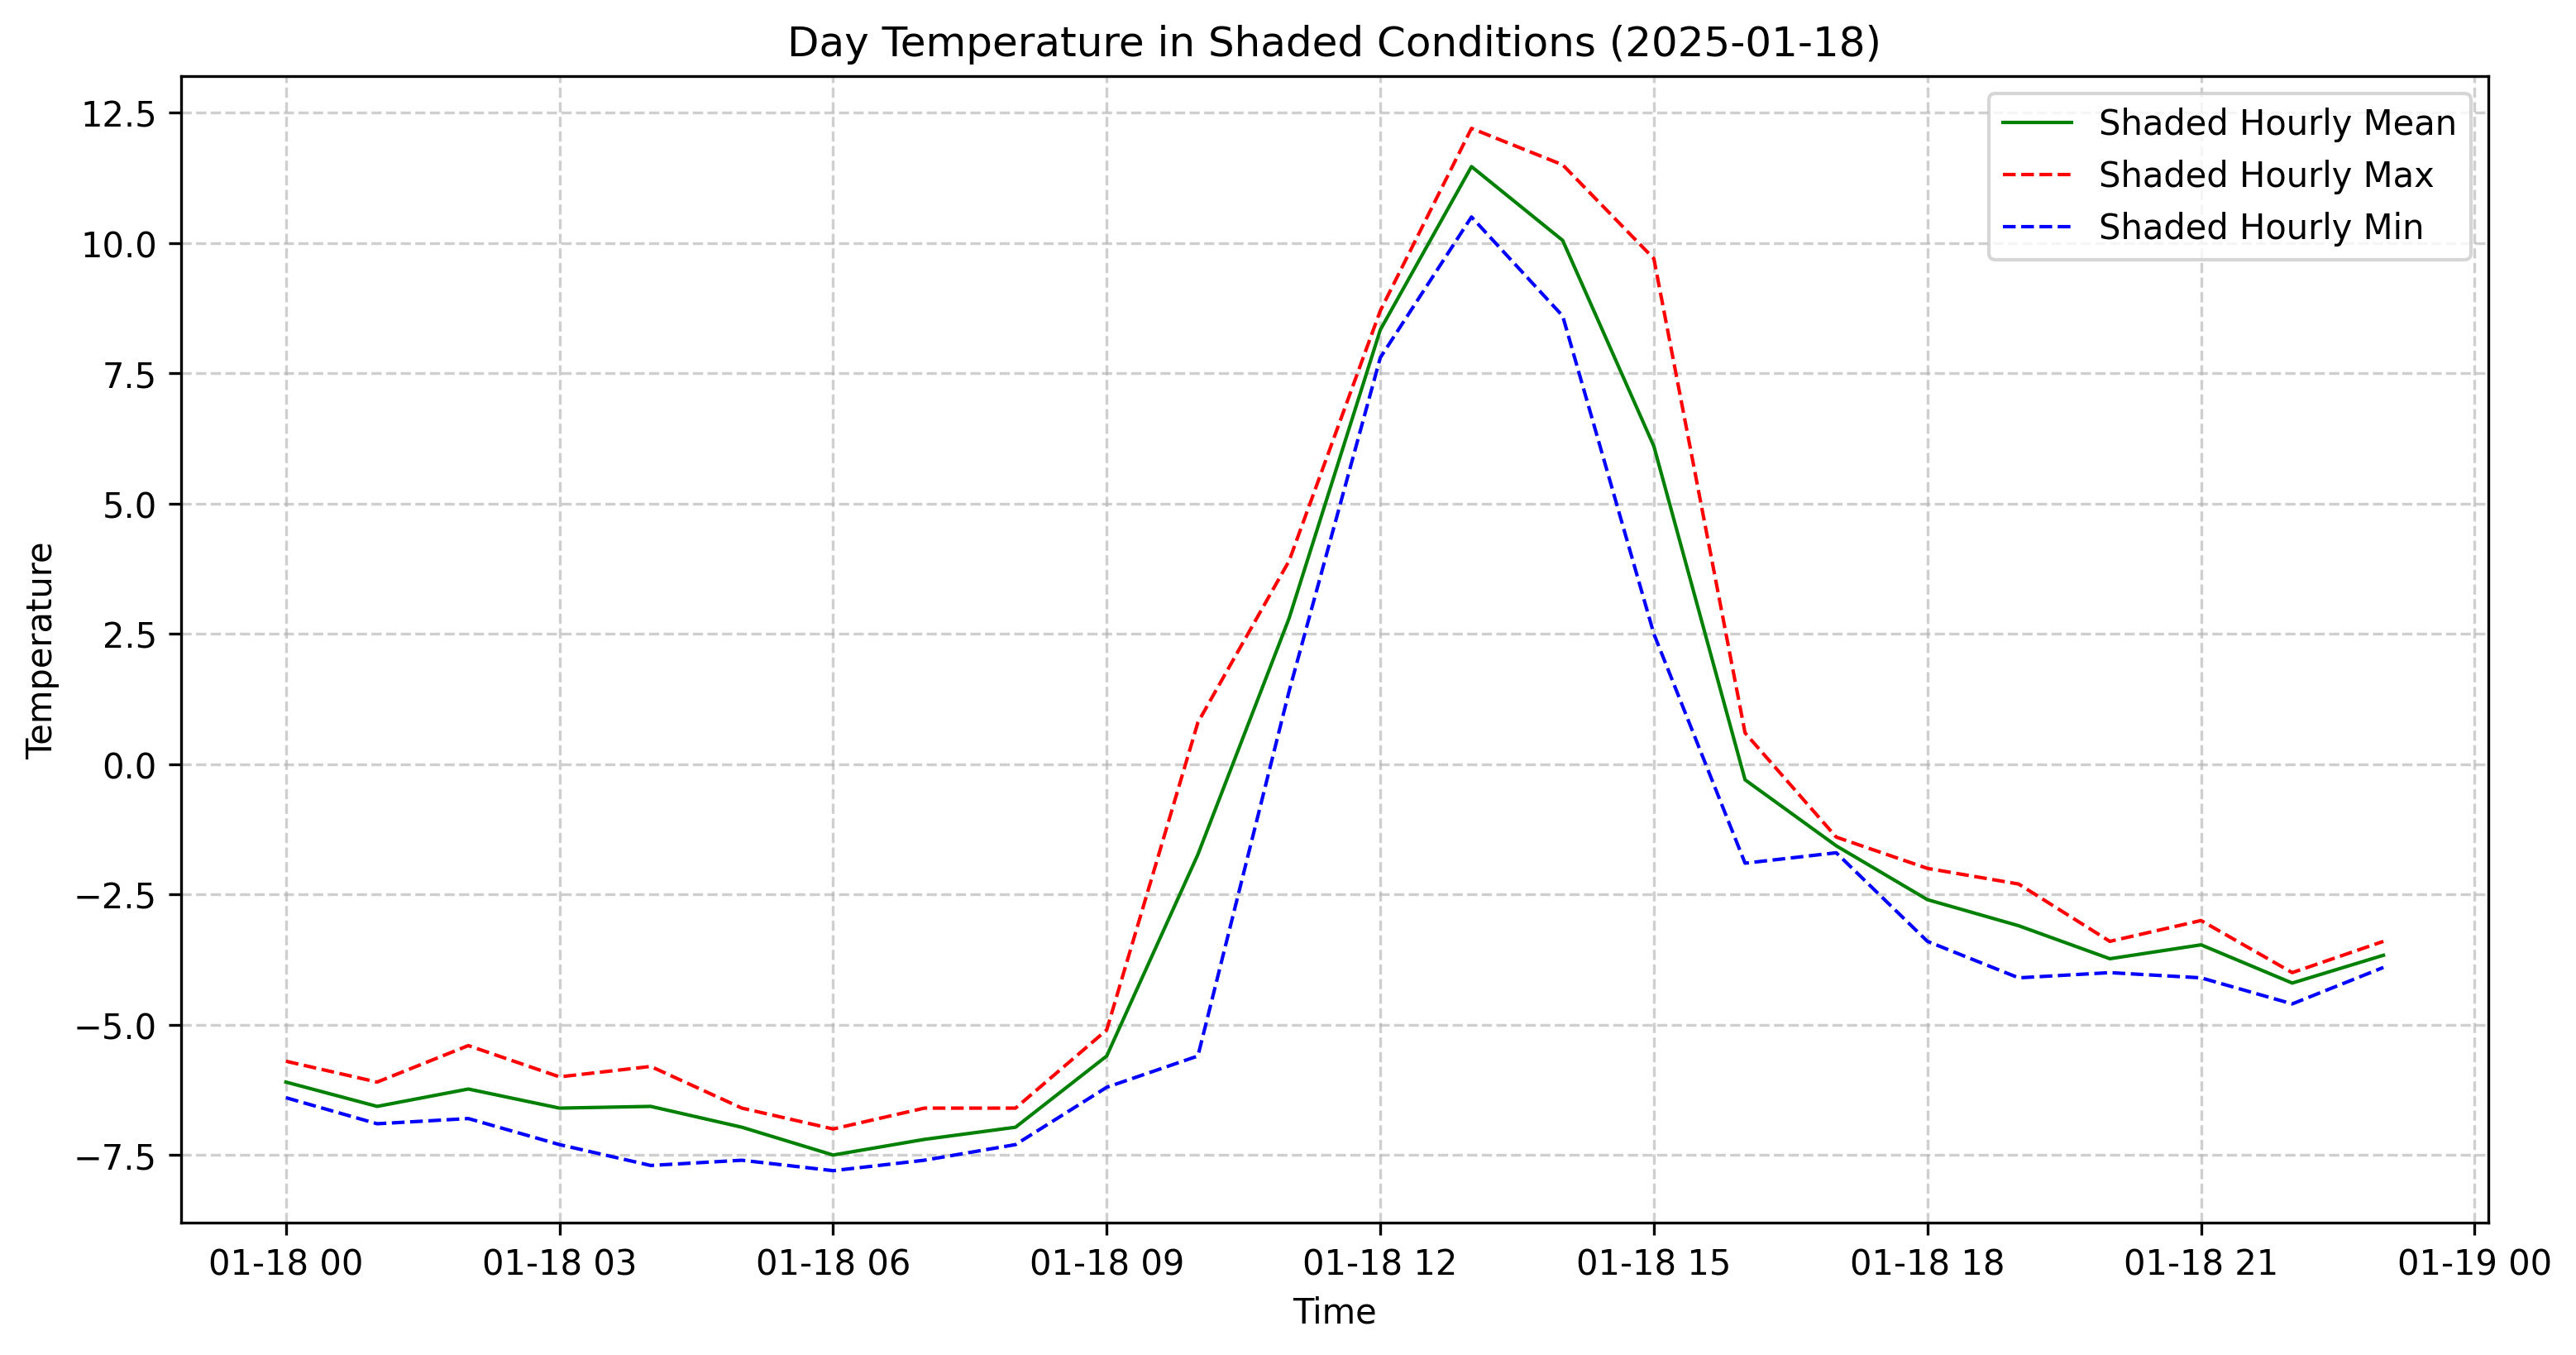 Day Temperature in Shaded Conditions (2025-01-18)
12.5
10.0
7.5
5.0
2.5
0.0
−2.5
−5.0
−7.5
Temperature
Shaded Hourly Mean
Shaded Hourly Max
Shaded Hourly Min
01-18 00 01-18 03 01-18 06 01-18 09 01-18 12 01-18 15 01-18 18 01-18 21 01-19 00
Time